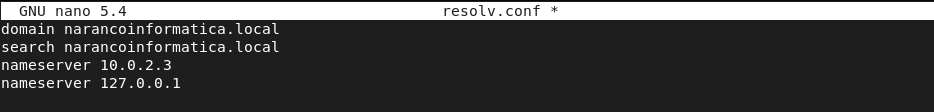 GNU nano 5.4 resolv.conf *
domain narancoinformatica.local
search narancoinformatica.local
nameserver 10.0.2.3
nameserver 127.0.0.1